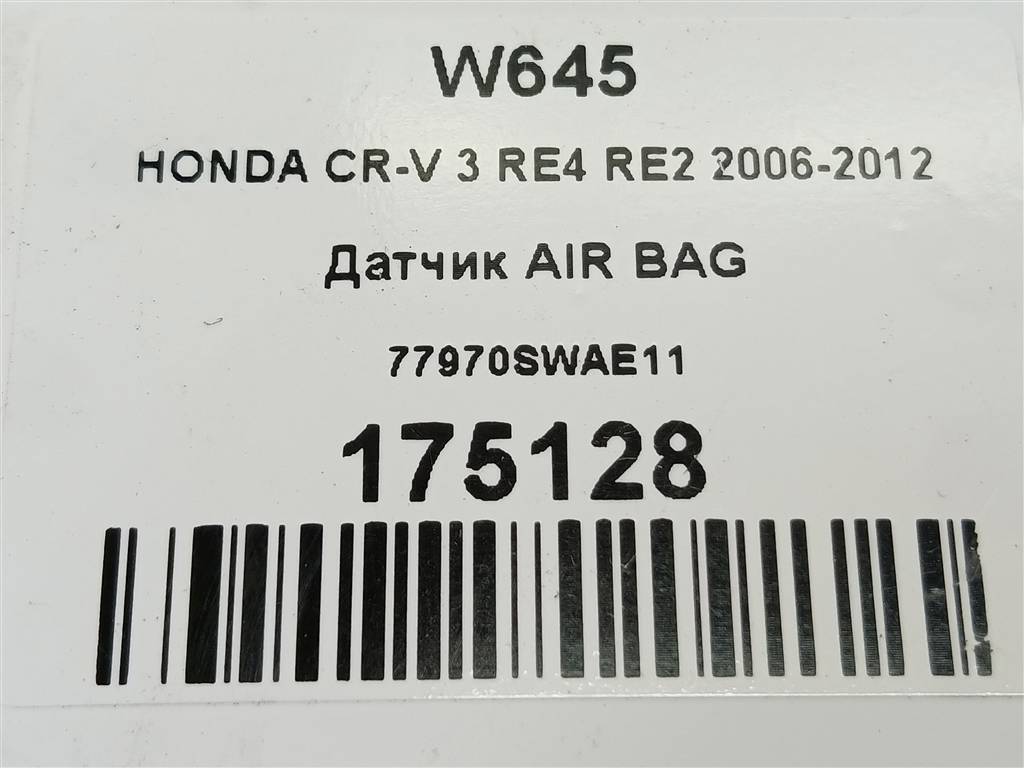 W645
HONDA CR-V 3 RE4 RE2 2006-2012
Датчик AIR BAG
77970SWAE11
175128